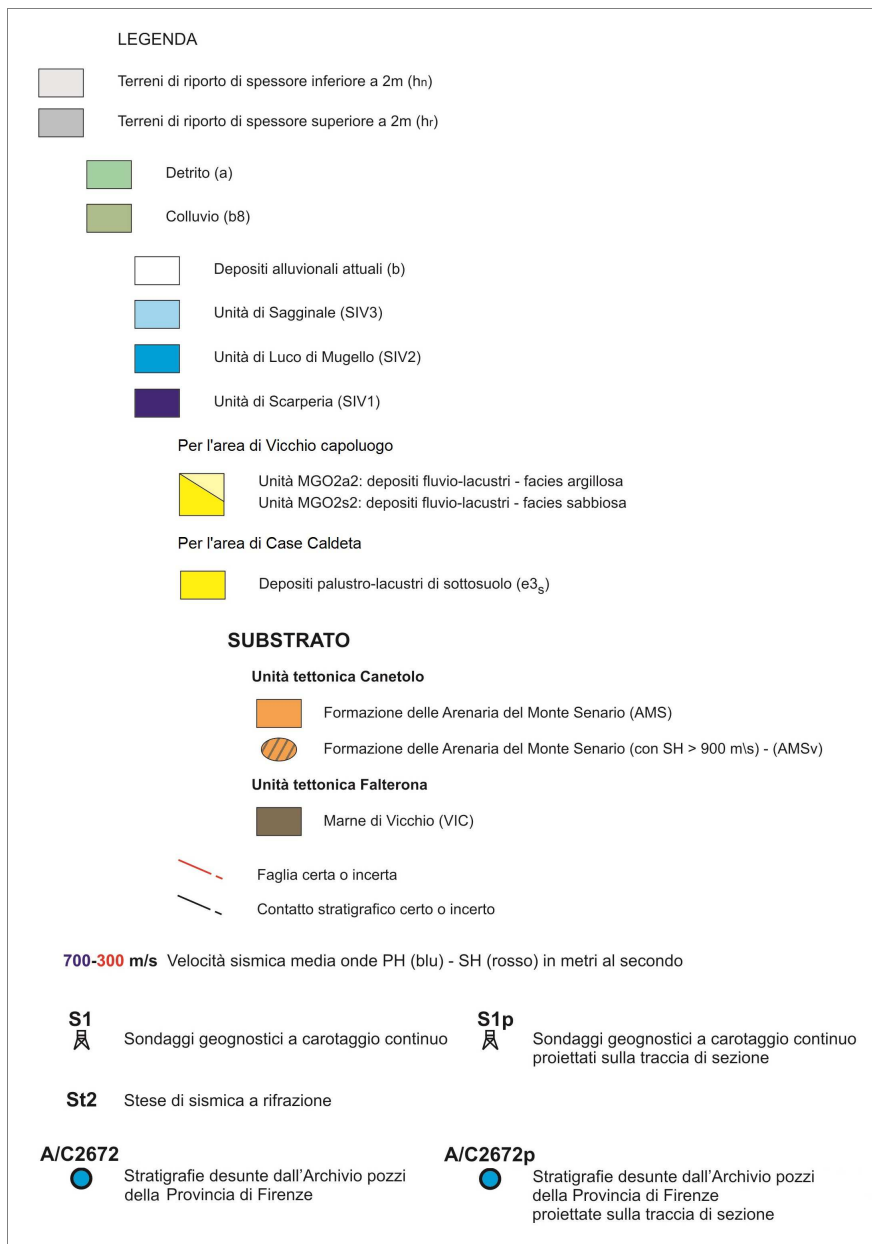 LEGENDA
Terreni di riporto di spessore inferiore a 2m (hn)
Terreni di riporto di spessore superiore a 2m (hr)
Detrito (a)
Colluvio (b8)
Depositi alluvionali attuali (b)
Unità di Sagginale (SIV3)
Unità di Luco di Mugello (SIV2)
Unità di Scarperia (SIV1)
Per l'area di Vicchio capoluogo
Unità MGO2a2: depositi fluvio-lacustri - facies argillosa
Unità MGO2s2: depositi fluvio-lacustri - facies sabbiosa
Per l'area di Case Caldeta
Depositi palustro-lacustri di sottosuolo (e3s)
SUBSTRATO
Unità tettonica Canetolo
Formazione delle Arenaria del Monte Senario (AMS)
Formazione delle Arenaria del Monte Senario (con SH > 900 m\s) - (AMSv)
Unità tettonica Falterona
Marne di Vicchio (VIC)
Faglia certa o incerta
Contatto stratigrafico certo o incerto
700-300 m/s Velocità sismica media onde PH (blu) - SH (rosso) in metri al secondo
S1
Sondaggi geognostici a carotaggio continuo
S1p
Sondaggi geognostici a carotaggio continuo
proiettati sulla traccia di sezione
St2 Stese di sismica a rifrazione
A/C2672
Stratigrafie desunte dall'Archivio pozzi
della Provincia di Firenze
A/C2672p
Stratigrafie desunte dall'Archivio pozzi
della Provincia di Firenze
proiettate sulla traccia di sezione